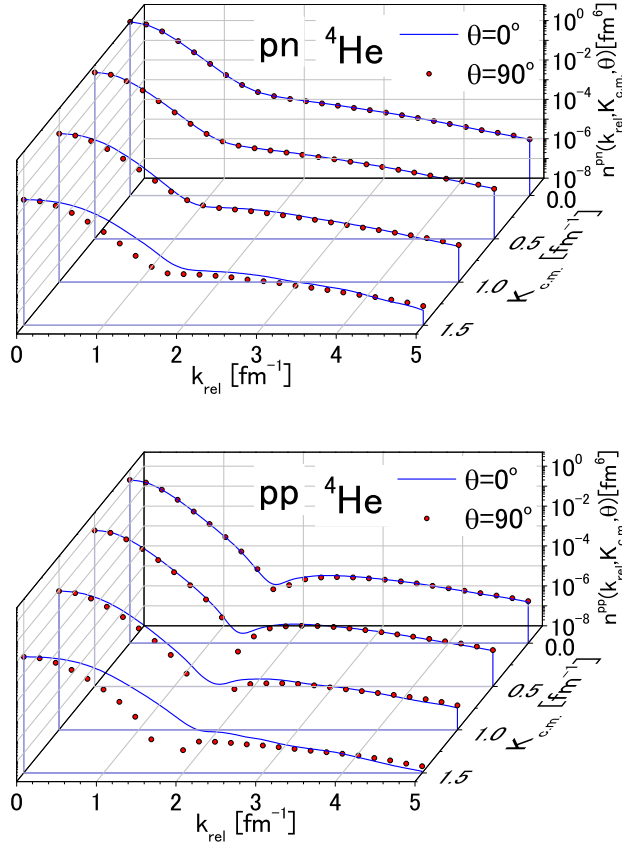 pn ⁴He
θ=0°
θ=90°
10⁰
10⁻²
10⁻⁴
10⁻⁶
10⁻⁸
nᵖⁿ(k_rel,K_c.m.,θ)[fm⁶]
0.0
0.5
1.0
1.5
K_c.m. [fm⁻¹]
0 1 2 3 4 5
k_rel [fm⁻¹]
pp ⁴He
θ=0°
θ=90°
10⁰
10⁻²
10⁻⁴
10⁻⁶
10⁻⁸
nᵖᵖ(k_rel,K_c.m.,θ)[fm⁶]
0.0
0.5
1.0
1.5
K_c.m. [fm⁻¹]
0 1 2 3 4 5
k_rel [fm⁻¹]